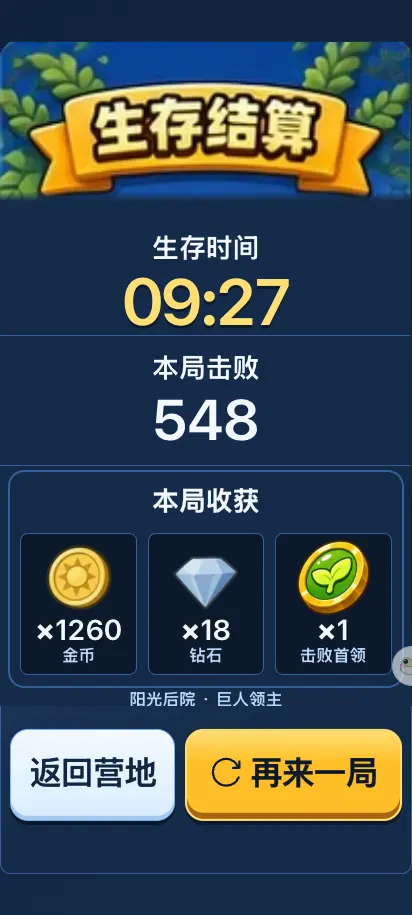 生存结算
生存时间
09:27
本局击败
548
本局收获
×1260
金币
×18
钻石
×1
击败首领
阳光后院 · 巨人领主
返回营地
再来一局